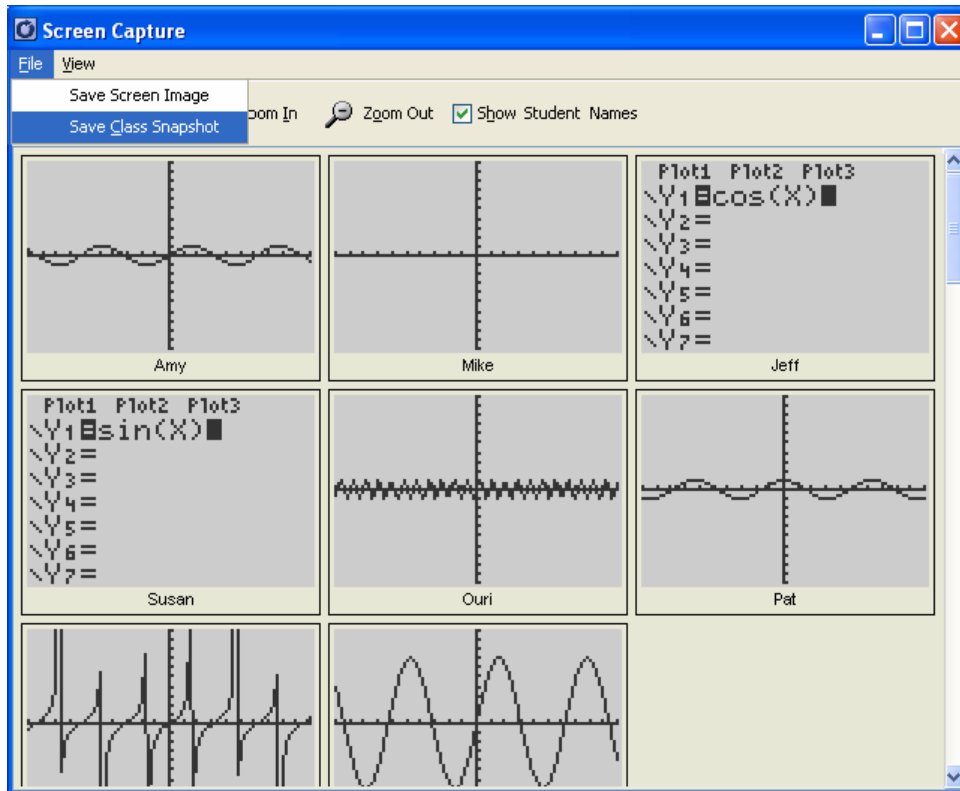 Screen Capture
File View
Save Screen Image
Save Class Snapshot
oom In Zoom Out Show Student Names
Amy
Mike
Plot1 Plot2 Plot3
\Y1=cos(X)
\Y2=
\Y3=
\Y4=
\Y5=
\Y6=
\Y7=
Jeff
Plot1 Plot2 Plot3
\Y1=sin(X)
\Y2=
\Y3=
\Y4=
\Y5=
\Y6=
\Y7=
Susan
Ouri
Pat